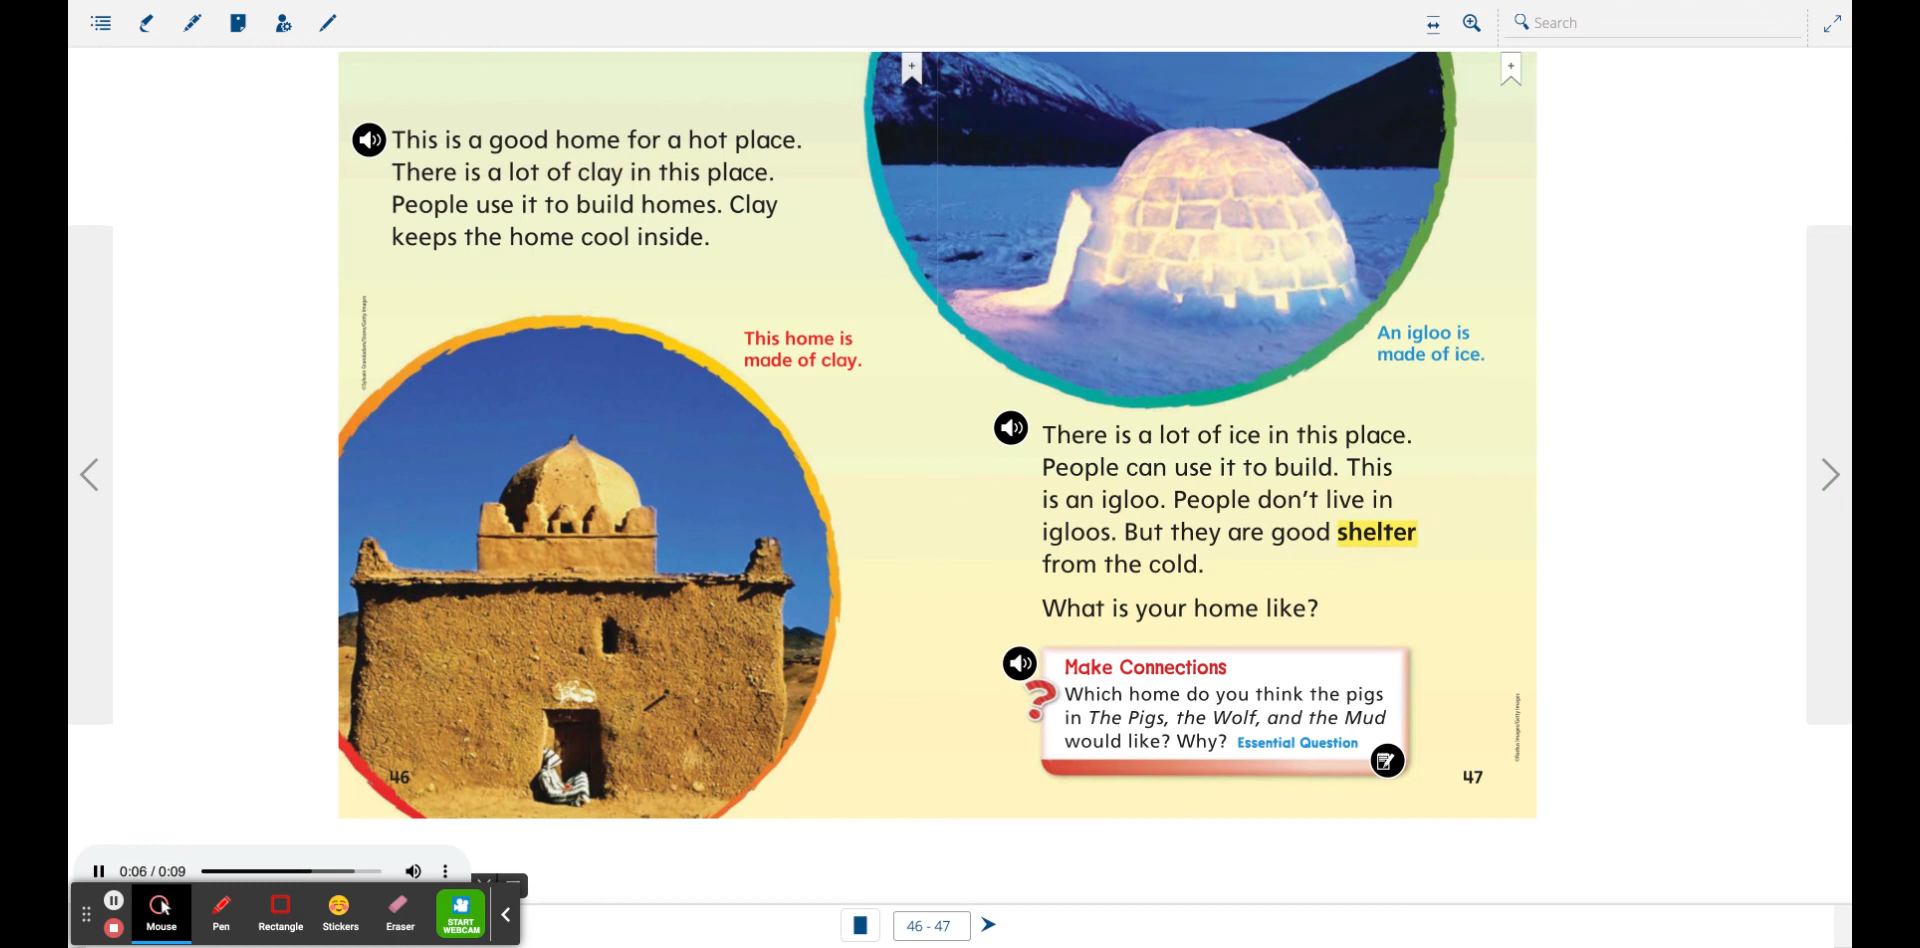 Search
This is a good home for a hot place.
There is a lot of clay in this place.
People use it to build homes. Clay
keeps the home cool inside.
This home is
made of clay.
An igloo is
made of ice.
There is a lot of ice in this place.
People can use it to build. This
is an igloo. People don't live in
igloos. But they are good shelter
from the cold.
What is your home like?
Make Connections
Which home do you think the pigs
in The Pigs, the Wolf, and the Mud
would like? Why? Essential Question
46
47
0:06 / 0:09
Mouse
Pen
Rectangle
Stickers
Eraser
START
WEBCAM
46 - 47